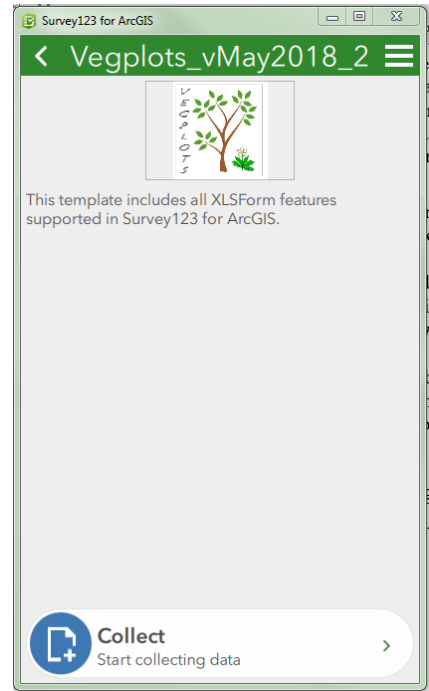 Survey123 for ArcGIS
Vegplots_vMay2018_2
VEGPLOTS
This template includes all XLSForm features
supported in Survey123 for ArcGIS.
Collect
Start collecting data